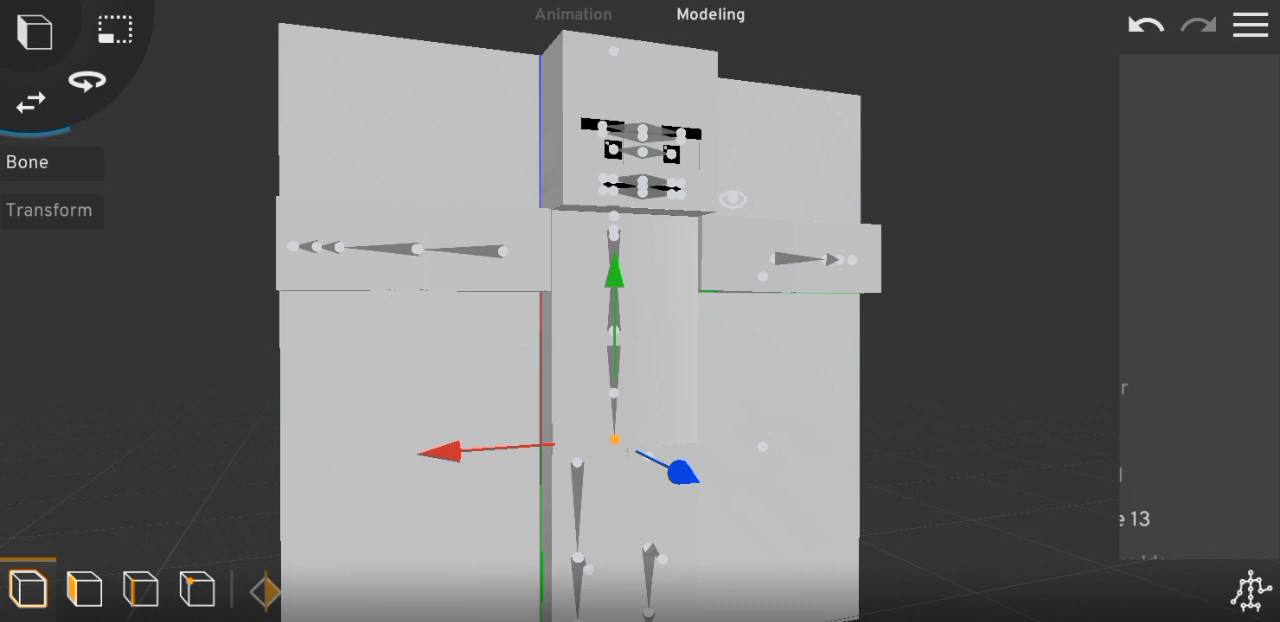 Animation Modeling
Bone
Transform
r
e 13